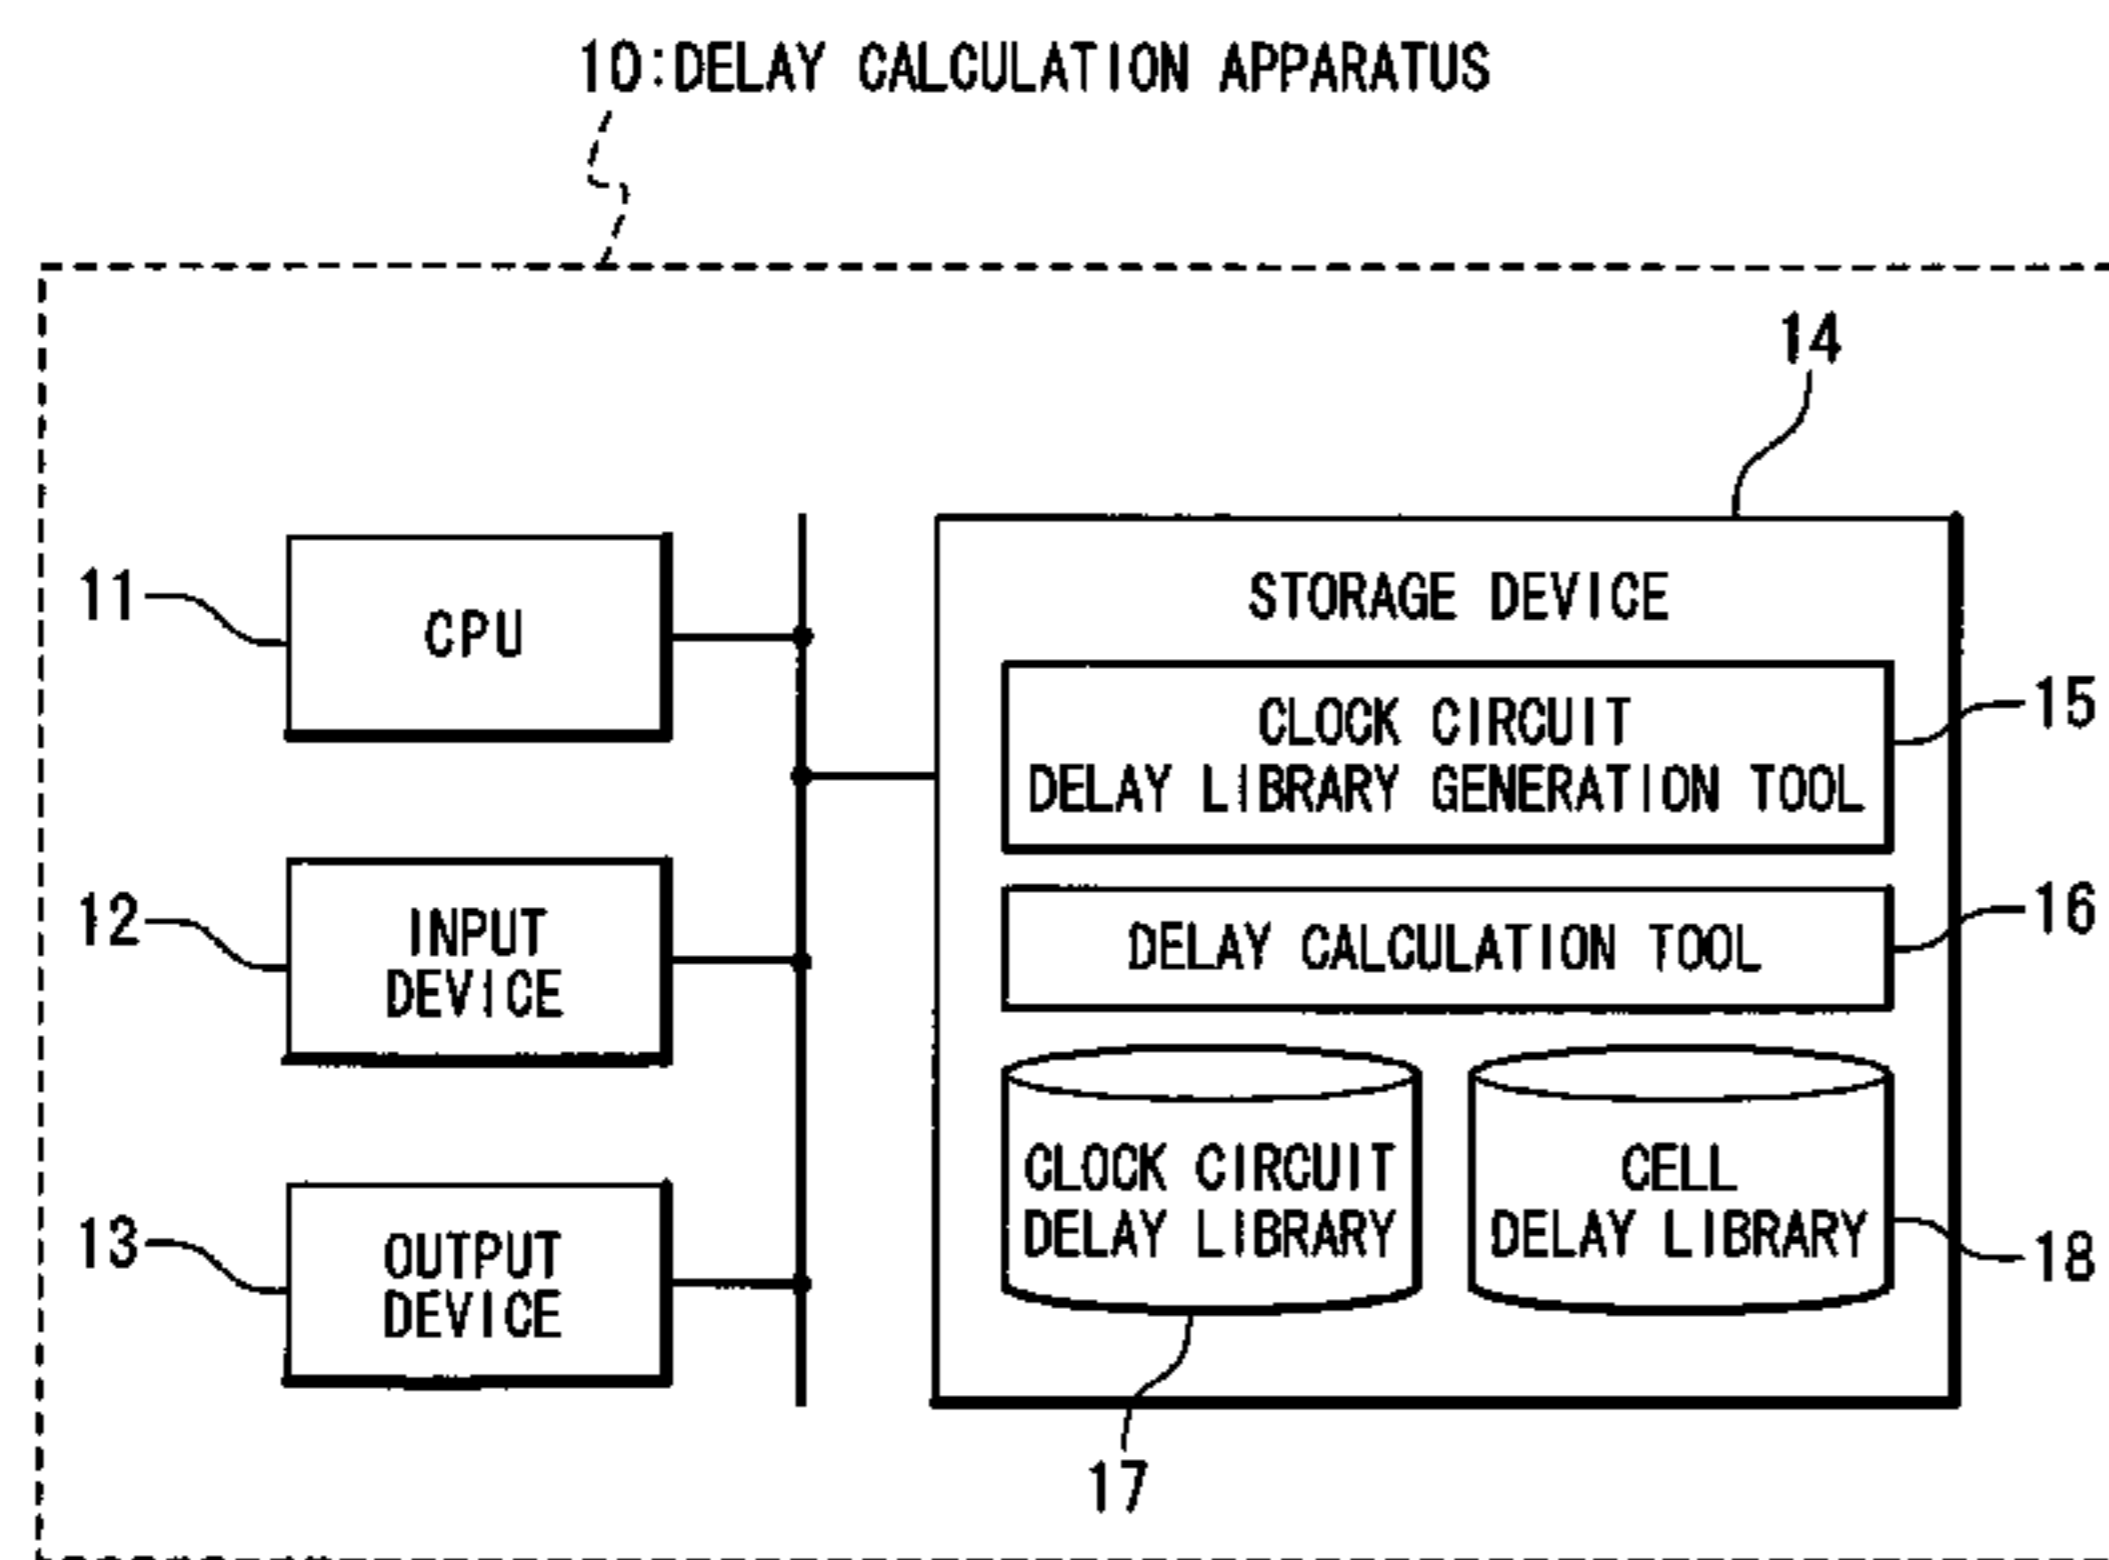 10:DELAY CALCULATION APPARATUS
14
STORAGE DEVICE
11
CPU
CLOCK CIRCUIT
DELAY LIBRARY GENERATION TOOL
15
12
INPUT
DEVICE
DELAY CALCULATION TOOL
16
13
OUTPUT
DEVICE
CLOCK CIRCUIT
DELAY LIBRARY
CELL
DELAY LIBRARY
18
17